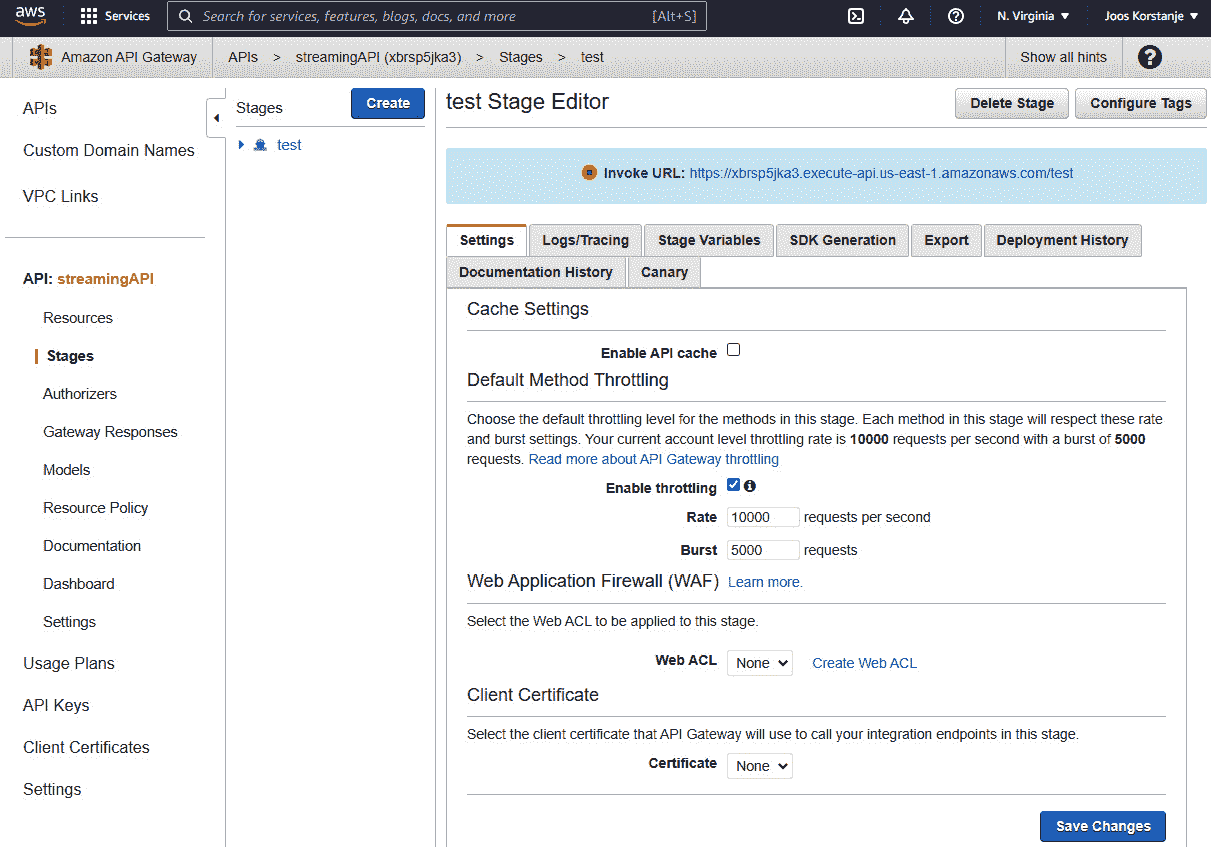 aws
Services
Search for services, features, blogs, docs, and more
[Alt+S]
N. Virginia
Joos Korstanje
Amazon API Gateway
APIs > streamingAPI (xbrsp5jka3) > Stages > test
Show all hints
?
APIs
Custom Domain Names
VPC Links
API: streamingAPI
Resources
Stages
Authorizers
Gateway Responses
Models
Resource Policy
Documentation
Dashboard
Settings
Usage Plans
API Keys
Client Certificates
Settings
Stages
Create
test
test Stage Editor
Delete Stage
Configure Tags
Invoke URL: https://xbrsp5jka3.execute-api.us-east-1.amazonaws.com/test
Settings
Logs/Tracing
Stage Variables
SDK Generation
Export
Deployment History
Documentation History
Canary
Cache Settings
Enable API cache
Default Method Throttling
Choose the default throttling level for the methods in this stage. Each method in this stage will respect these rate
and burst settings. Your current account level throttling rate is 10000 requests per second with a burst of 5000
requests. Read more about API Gateway throttling
Enable throttling
Rate 10000 requests per second
Burst 5000 requests
Web Application Firewall (WAF) Learn more.
Select the Web ACL to be applied to this stage.
Web ACL None Create Web ACL
Client Certificate
Select the client certificate that API Gateway will use to call your integration endpoints in this stage.
Certificate None
Save Changes